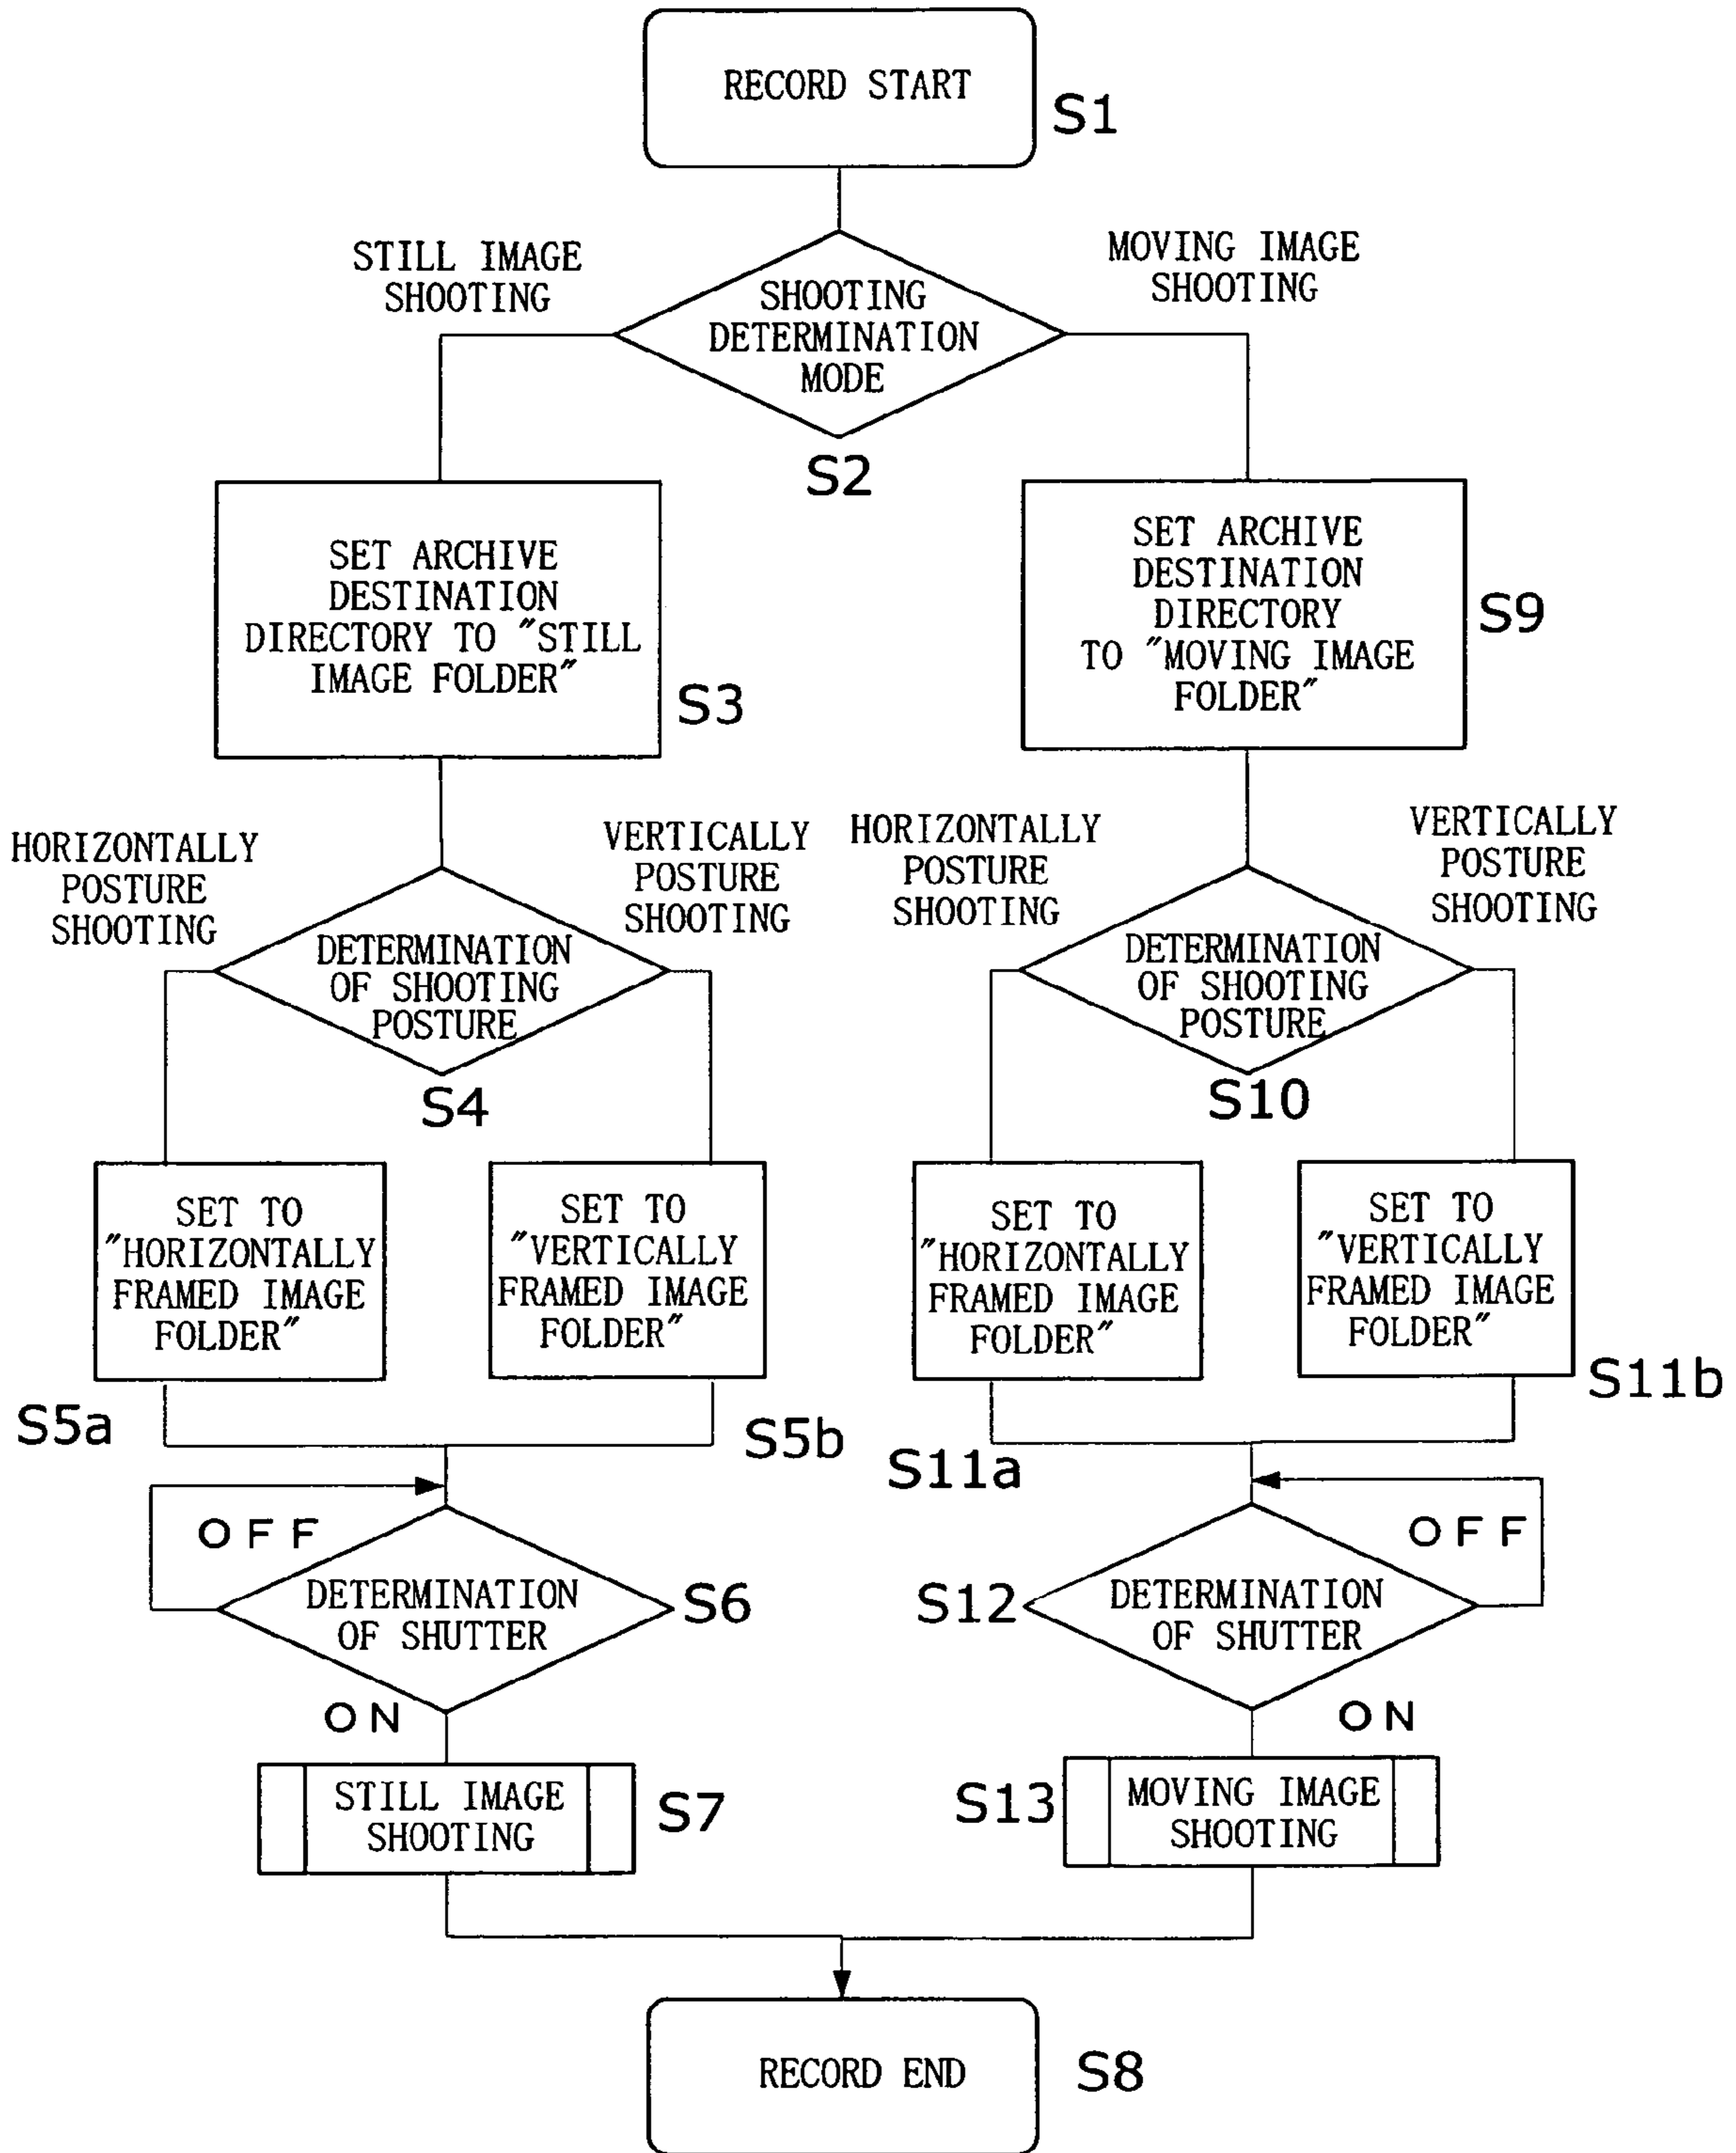 RECORD START
S1
STILL IMAGE
SHOOTING
MOVING IMAGE
SHOOTING
SHOOTING
DETERMINATION
MODE
S2
SET ARCHIVE
DESTINATION
DIRECTORY TO "STILL
IMAGE FOLDER"
S3
SET ARCHIVE
DESTINATION
DIRECTORY
TO "MOVING IMAGE
FOLDER"
S9
HORIZONTALLY
POSTURE
SHOOTING
VERTICALLY
POSTURE
SHOOTING
HORIZONTALLY
POSTURE
SHOOTING
VERTICALLY
POSTURE
SHOOTING
DETERMINATION
OF SHOOTING
POSTURE
S4
DETERMINATION
OF SHOOTING
POSTURE
S10
SET TO
"HORIZONTALLY
FRAMED IMAGE
FOLDER"
S5a
SET TO
"VERTICALLY
FRAMED IMAGE
FOLDER"
S5b
SET TO
"HORIZONTALLY
FRAMED IMAGE
FOLDER"
S11a
SET TO
"VERTICALLY
FRAMED IMAGE
FOLDER"
S11b
OFF
DETERMINATION
OF SHUTTER
S6
ON
OFF
S12
DETERMINATION
OF SHUTTER
ON
STILL IMAGE
SHOOTING
S7
S13
MOVING IMAGE
SHOOTING
RECORD END
S8